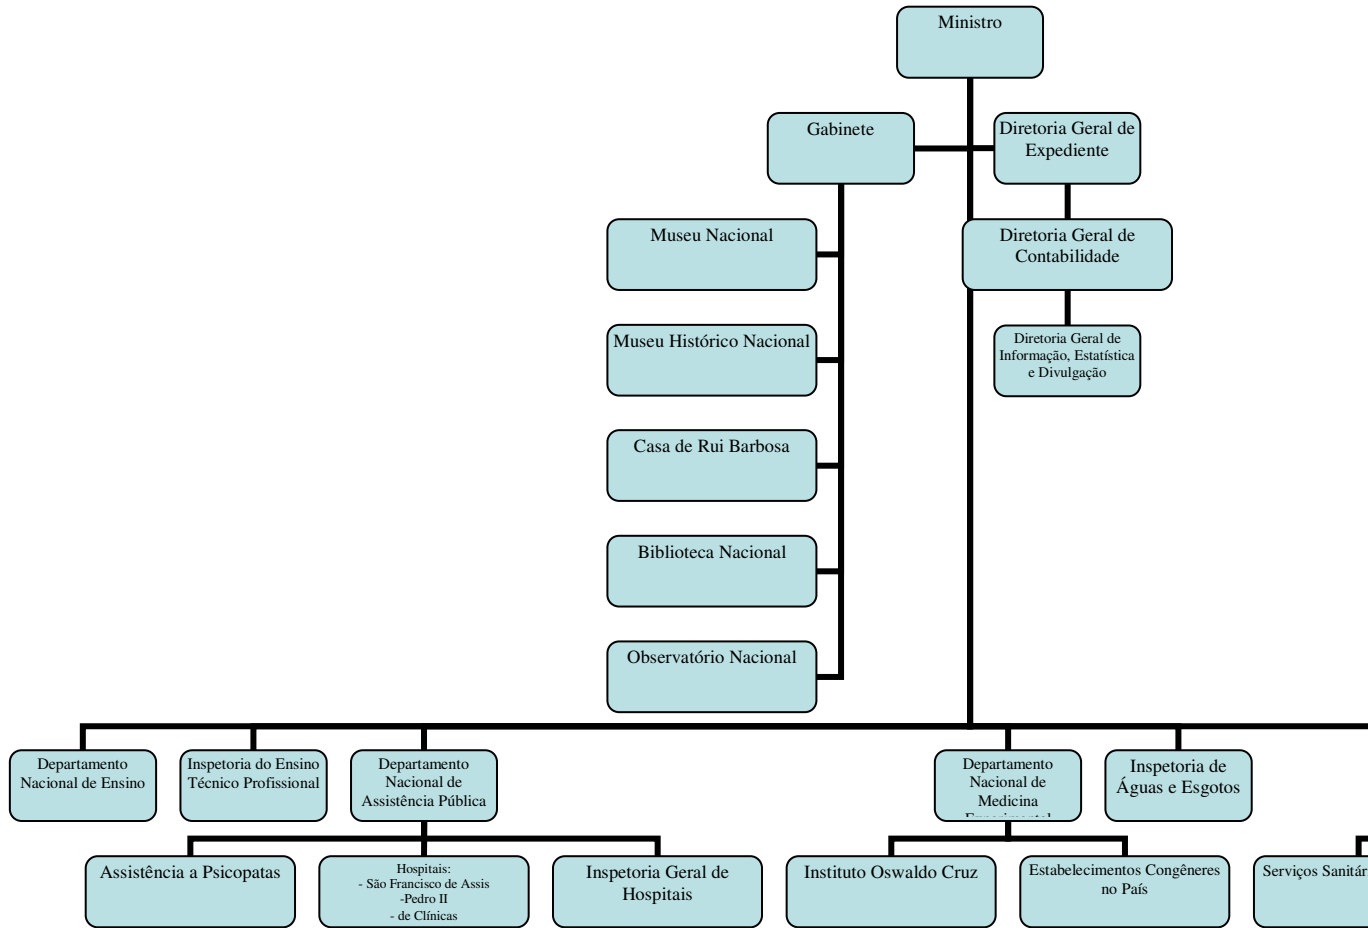 Ministro
Gabinete
Diretoria Geral de
Expediente
Museu Nacional
Diretoria Geral de
Contabilidade
Museu Histórico Nacional
Diretoria Geral de
Informação, Estatística
e Divulgação
Casa de Rui Barbosa
Biblioteca Nacional
Observatório Nacional
Departamento
Nacional de Ensino
Inspetoria do Ensino
Técnico Profissional
Departamento
Nacional de
Assistência Pública
Departamento
Nacional de
Medicina
Experimental
Inspetoria de
Águas e Esgotos
Assistência a Psicopatas
Hospitais:
- São Francisco de Assis
-Pedro II
- de Clínicas
Inspetoria Geral de
Hospitais
Instituto Oswaldo Cruz
Estabelecimentos Congêneres
no País
Serviços